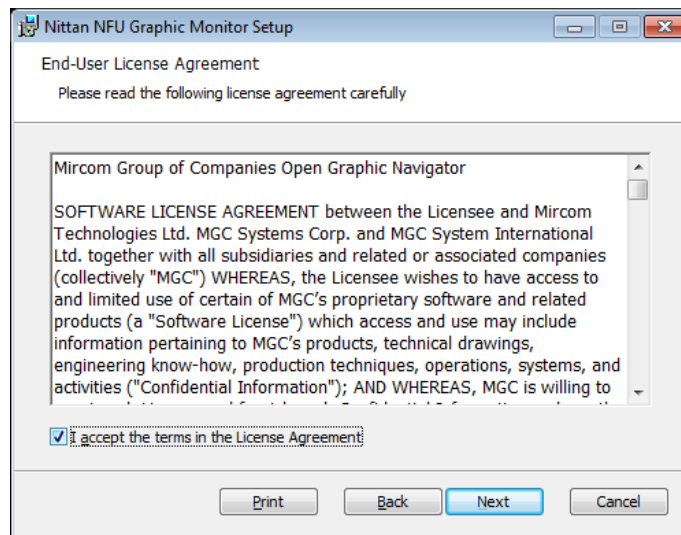 Nittan NFU Graphic Monitor Setup
End-User License Agreement
Please read the following license agreement carefully
Mircom Group of Companies Open Graphic Navigator
SOFTWARE LICENSE AGREEMENT between the Licensee and Mircom
Technologies Ltd. MGC Systems Corp. and MGC System International
Ltd. together with all subsidiaries and related or associated companies
(collectively "MGC") WHEREAS, the Licensee wishes to have access to
and limited use of certain of MGC's proprietary software and related
products (a "Software License") which access and use may include
information pertaining to MGC's products, technical drawings,
engineering know-how, production techniques, operations, systems, and
activities ("Confidential Information"); AND WHEREAS, MGC is willing to
I accept the terms in the License Agreement
Print Back Next Cancel